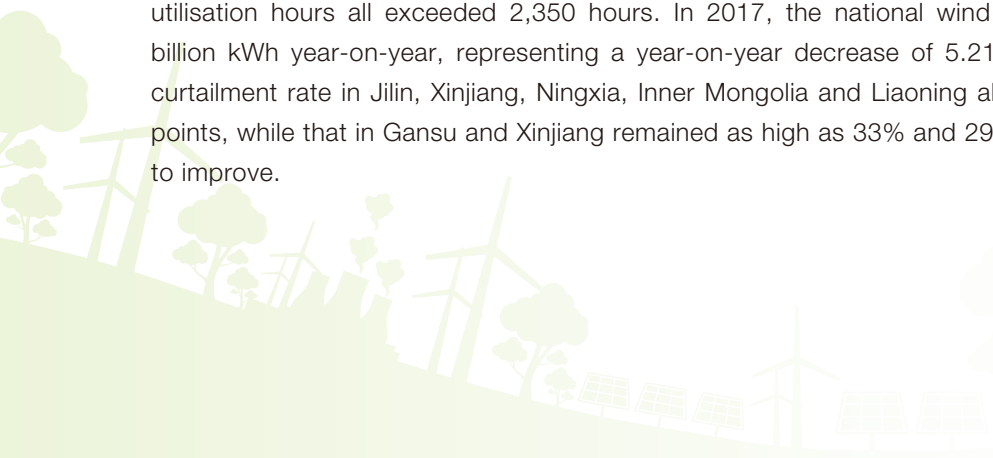 utilisation hours all exceeded 2,350 hours. In 2017, the national wind
billion kWh year-on-year, representing a year-on-year decrease of 5.21
curtailment rate in Jilin, Xinjiang, Ningxia, Inner Mongolia and Liaoning
points, while that in Gansu and Xinjiang remained as high as 33% and 29
to improve.